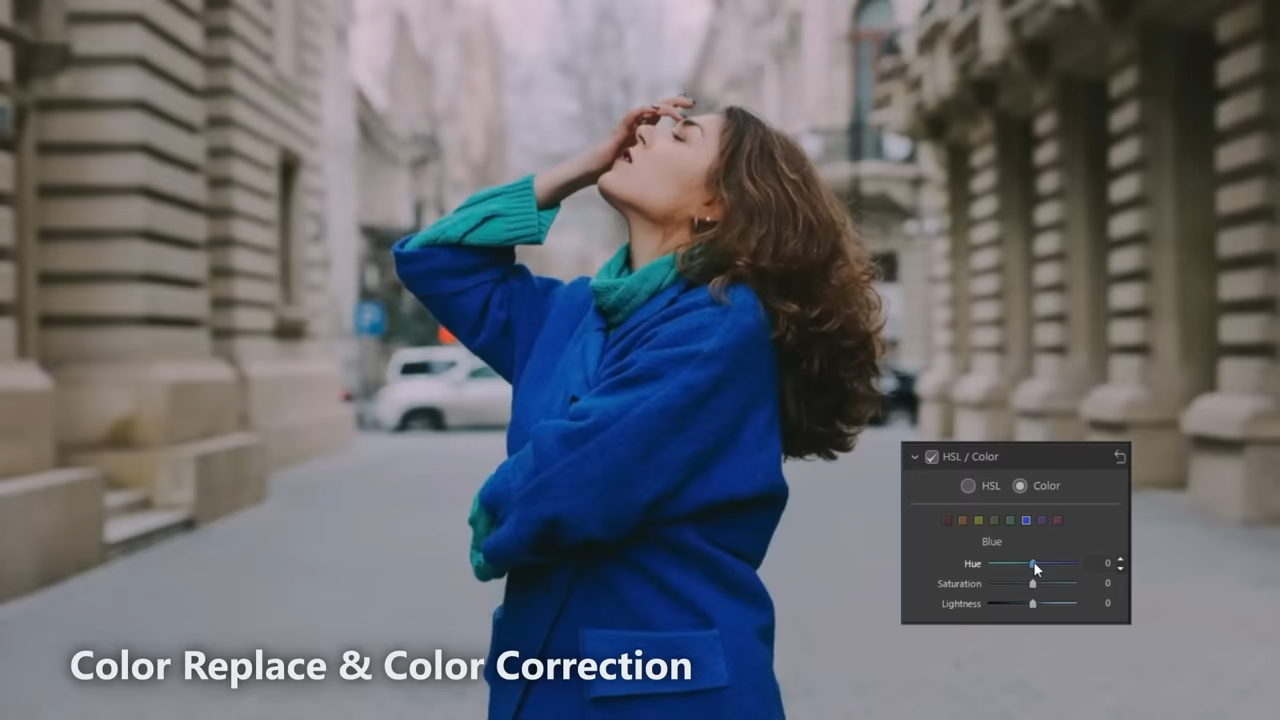 HSL / Color
HSL Color
Blue
Hue 0
Saturation 0
Lightness 0
Color Replace & Color Correction